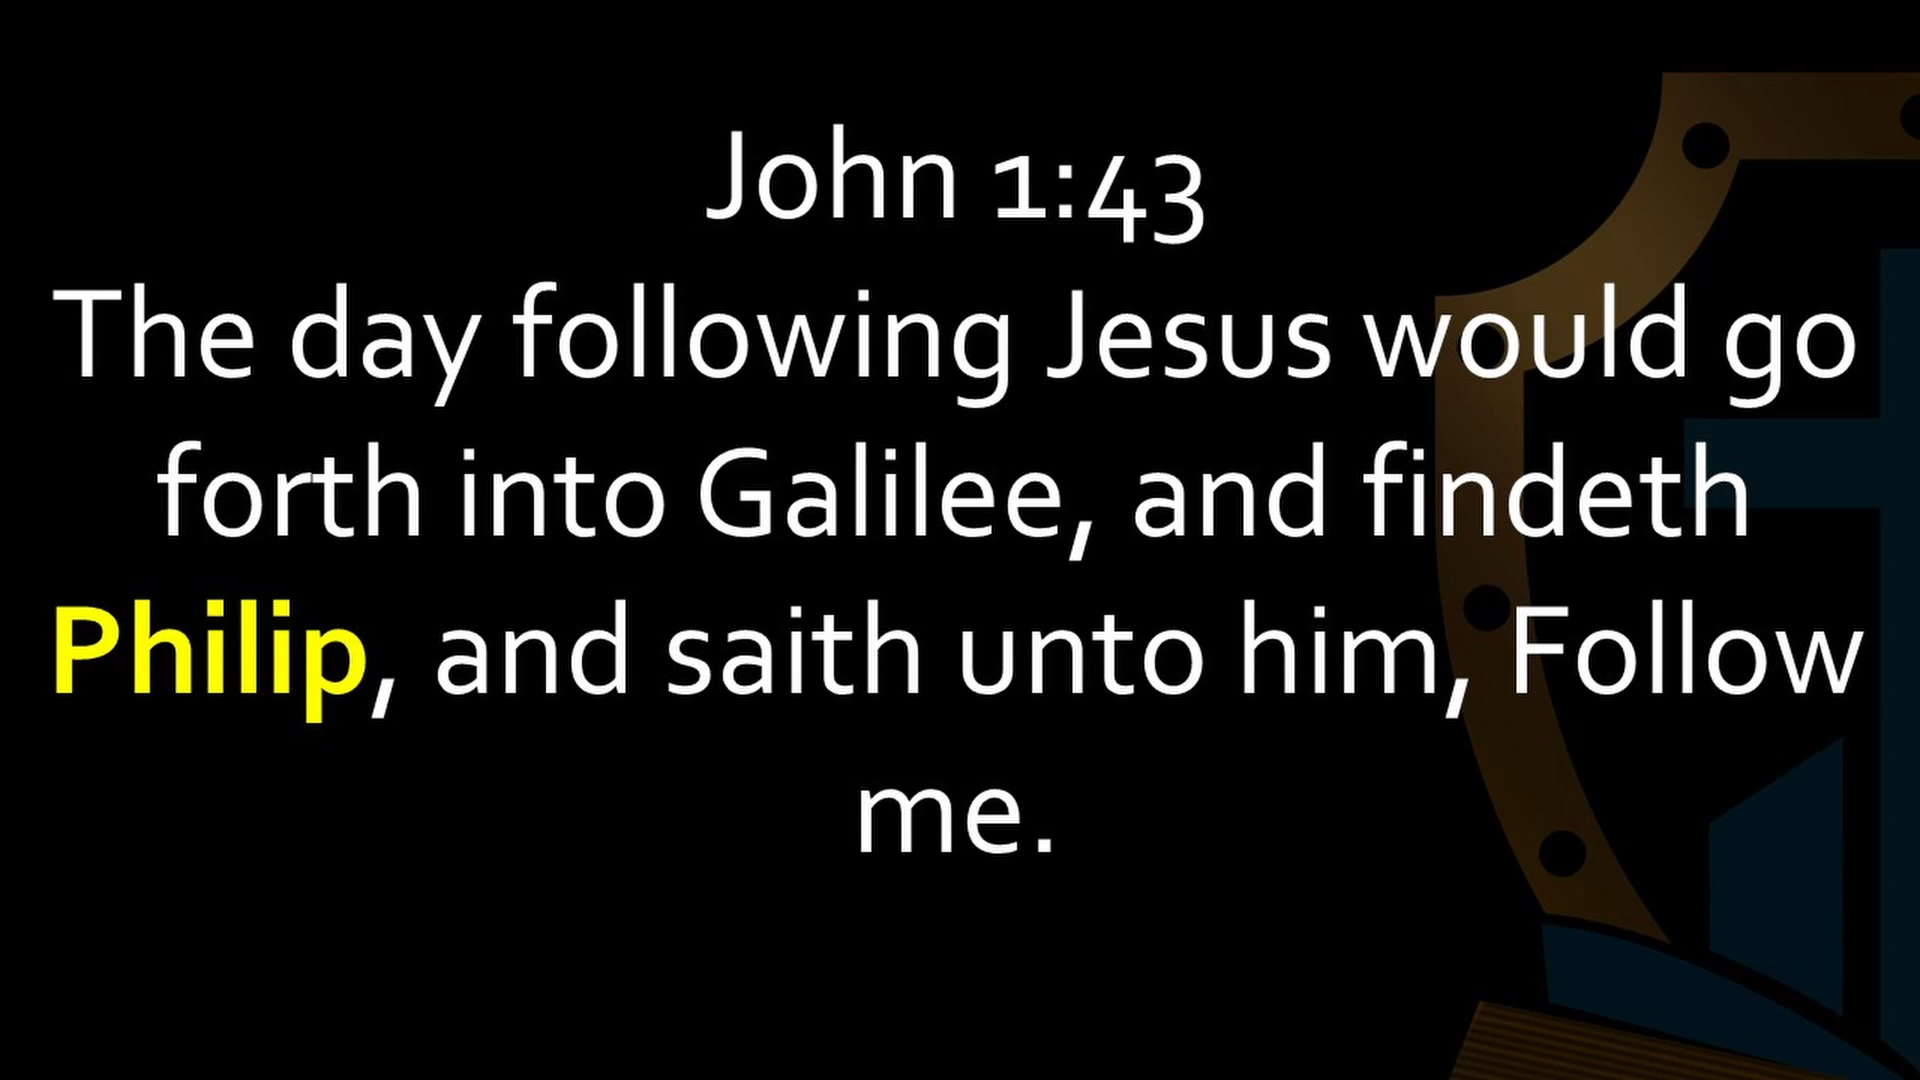 John 1:43
The day following Jesus would go
forth into Galilee, and findeth
Philip, and saith unto him, Follow
me.